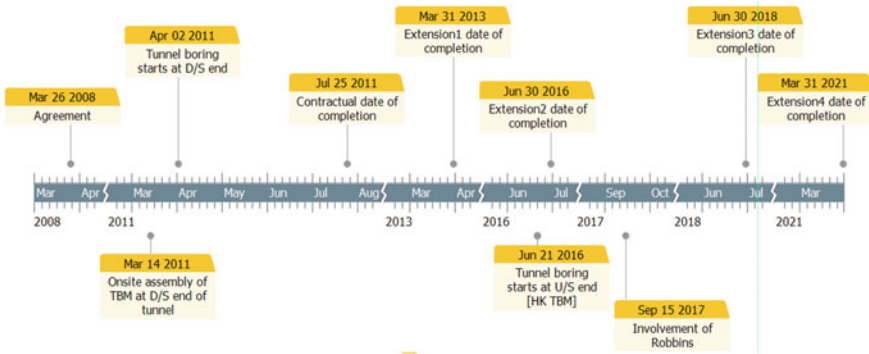 Mar 31 2013
Extension1 date of
completion
Jun 30 2018
Extension3 date of
completion
Apr 02 2011
Tunnel boring
starts at D/S end
Jul 25 2011
Contractual date of
completion
Jun 30 2016
Extension2 date of
completion
Mar 31 2021
Extension4 date of
completion
Mar 26 2008
Agreement
Mar Apr Mar Apr May Jun Jul Aug Mar Apr Jun Jul Sep Oct Jun Jul Mar
2008 2011 2013 2016 2017 2018 2021
Mar 14 2011
Onsite assembly of
TBM at D/S end of
tunnel
Jun 21 2016
Tunnel boring
starts at U/S end
[HK TBM]
Sep 15 2017
Involvement of
Robbins